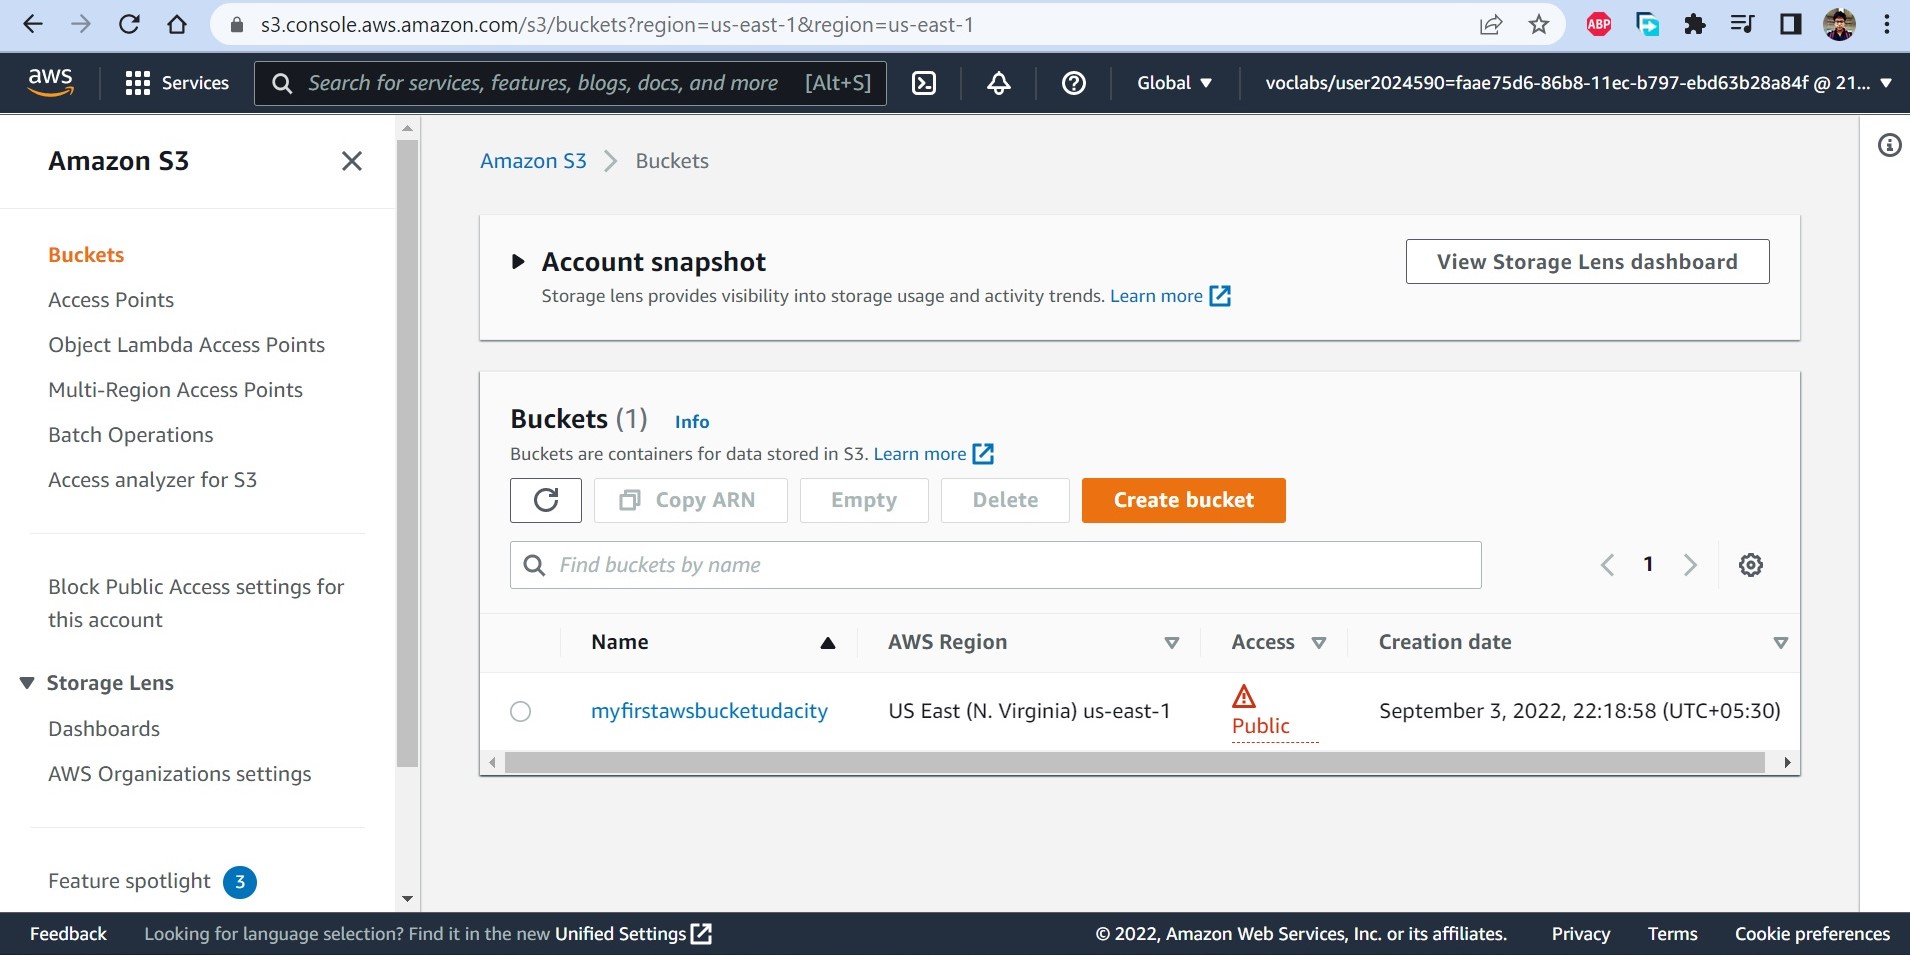 s3.console.aws.amazon.com/s3/buckets?region=us-east-1&region=us-east-1
ABP
aws
Services
Search for services, features, blogs, docs, and more [Alt+S]
Global
voclabs/user2024590=faae75d6-86b8-11ec-b797-ebd63b28a84f @ 21...
Amazon S3
Buckets
Access Points
Object Lambda Access Points
Multi-Region Access Points
Batch Operations
Access analyzer for S3
Block Public Access settings for
this account
Storage Lens
Dashboards
AWS Organizations settings
Feature spotlight 3
Amazon S3 Buckets
Account snapshot
Storage lens provides visibility into storage usage and activity trends. Learn more
View Storage Lens dashboard
Buckets (1) Info
Buckets are containers for data stored in S3. Learn more
Copy ARN Empty Delete Create bucket
Find buckets by name
1
Name AWS Region Access Creation date
myfirstawsbucketudacity US East (N. Virginia) us-east-1 Public September 3, 2022, 22:18:58 (UTC+05:30)
Feedback Looking for language selection? Find it in the new Unified Settings © 2022, Amazon Web Services, Inc. or its affiliates. Privacy Terms Cookie preferences